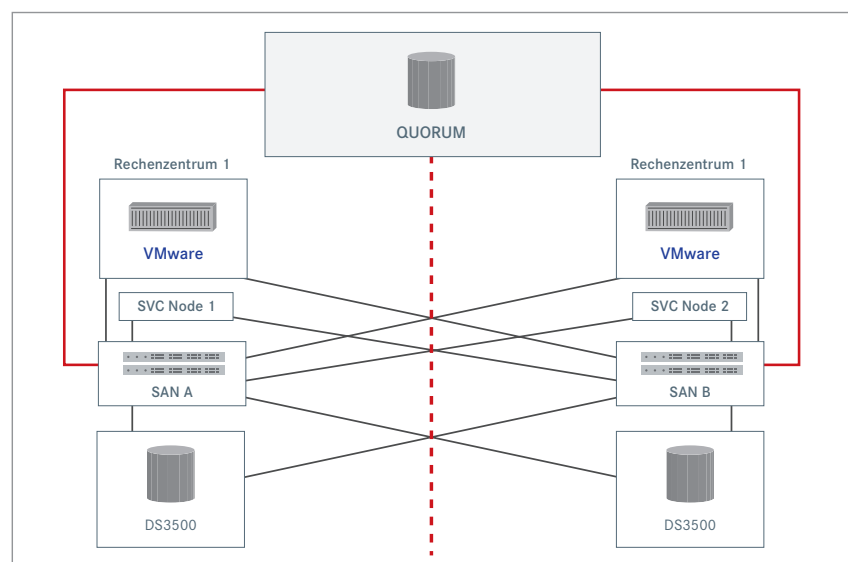 QUORUM
Rechenzentrum 1
Rechenzentrum 1
VMware
VMware
SVC Node 1
SVC Node 2
SAN A
SAN B
DS3500
DS3500